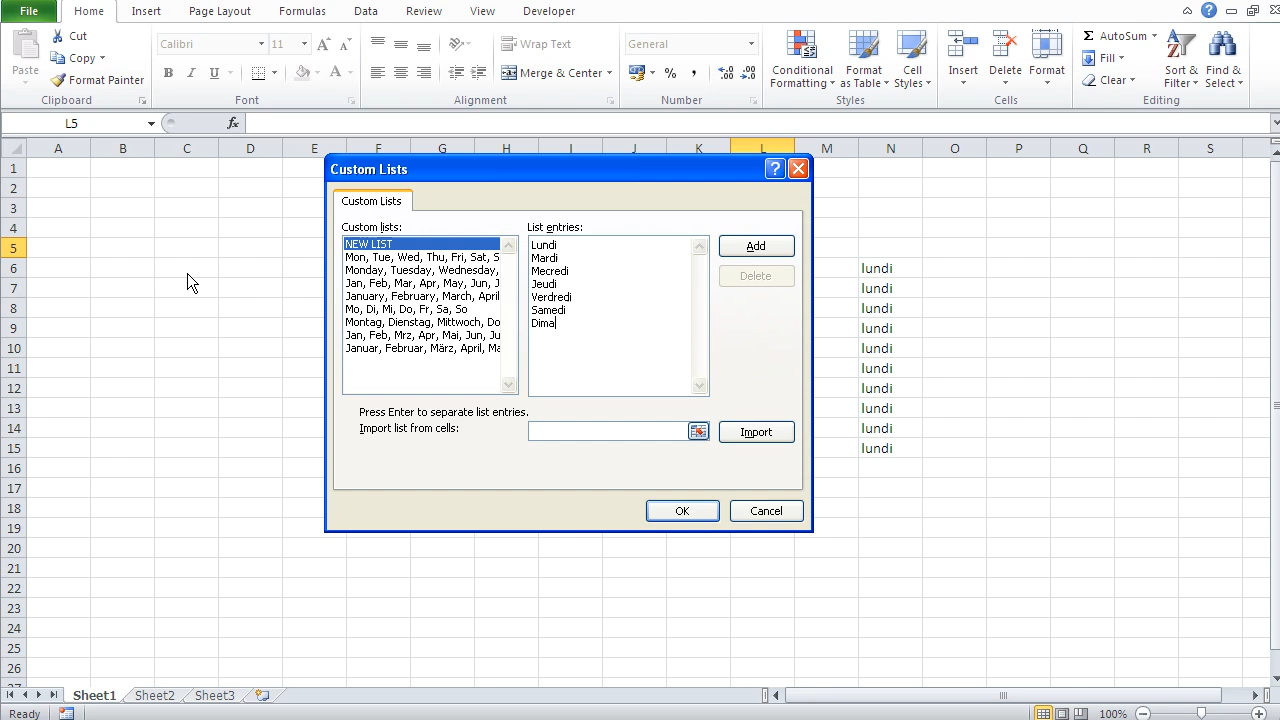 File Home Insert Page Layout Formulas Data Review View Developer
Cut
Copy
Format Painter
Paste
Calibri 11
B I U
Wrap Text
Merge & Center
General
% ,
Conditional Formatting
Format as Table
Cell Styles
Insert Delete Format
Σ AutoSum
Fill
Clear
Sort & Filter
Find & Select
Clipboard Font Alignment Number Styles Cells Editing
L5 fx
A B C D E F G H I J K L M N O P Q R S
1
2
3
4
5
6 lundi
7 lundi
8 lundi
9 lundi
10 lundi
11 lundi
12 lundi
13 lundi
14 lundi
15 lundi
16
17
18
19
20
21
22
23
24
25
26
27
Custom Lists
Custom Lists
Custom lists:
NEW LIST
Mon, Tue, Wed, Thu, Fri, Sat, S
Monday, Tuesday, Wednesday,
Jan, Feb, Mar, Apr, May, Jun, J
January, February, March, April
Mo, Di, Mi, Do, Fr, Sa, So
Montag, Dienstag, Mittwoch, Do
Jan, Feb, Mrz, Apr, Mai, Jun, Ju
Januar, Februar, März, April, Ma
List entries:
Lundi
Mardi
Mecredi
Jeudi
Verdredi
Samedi
Dima
Add
Delete
Press Enter to separate list entries.
Import list from cells:
Import
OK Cancel
Sheet1 Sheet2 Sheet3
Ready 100%